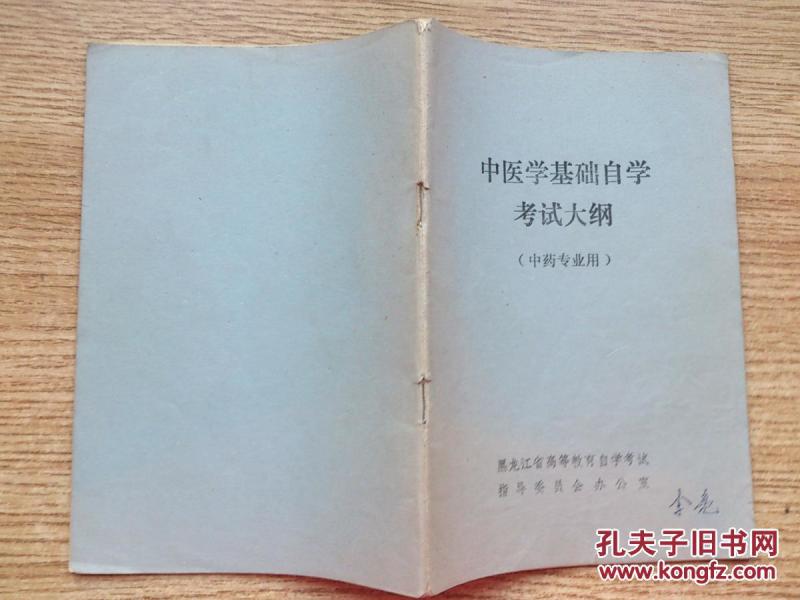 中医学基础自学
考试大纲
（中药专业用）
黑龙江省高等教育自学考试
指导委员会办公室
孔夫子旧书网
www.kongfz.com